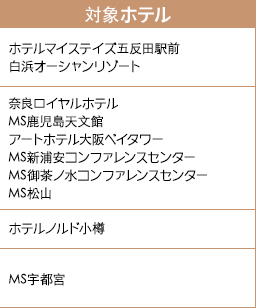 対象ホテル
ホテルマイステイズ五反田駅前
白浜オーシャンリゾート
奈良ロイヤルホテル
MS鹿児島天文館
アートホテル大阪ベイタワー
MS新浦安コンファレンスセンター
MS御茶ノ水コンファレンスセンター
MS松山
ホテルノルド小樽
MS宇都宮